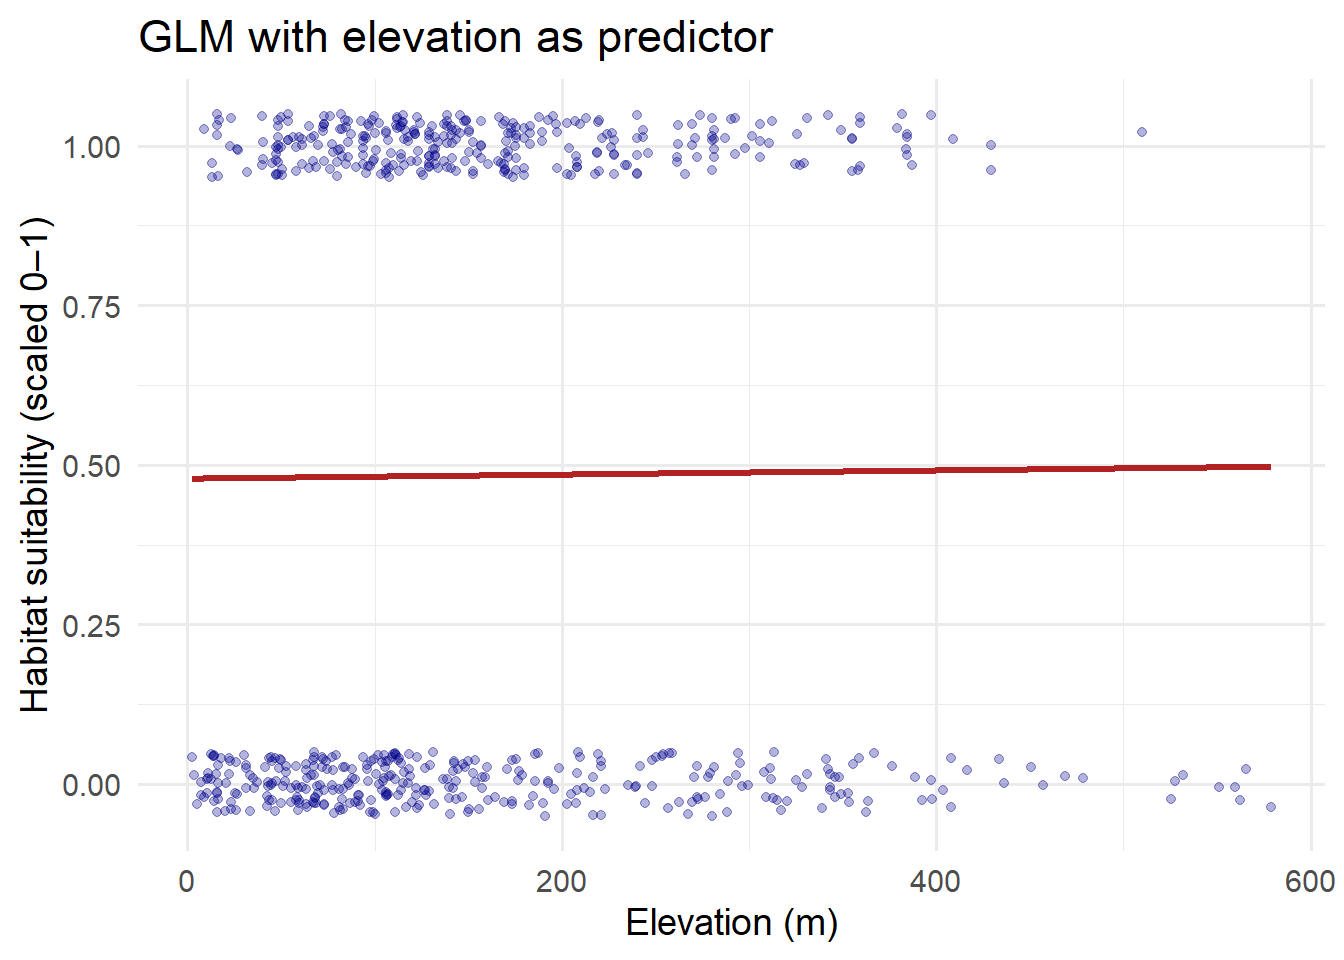 GLM with elevation as predictor
Habitat suitability (scaled 0–1)
1.00
0.75
0.50
0.25
0.00
0 200 400 600
Elevation (m)